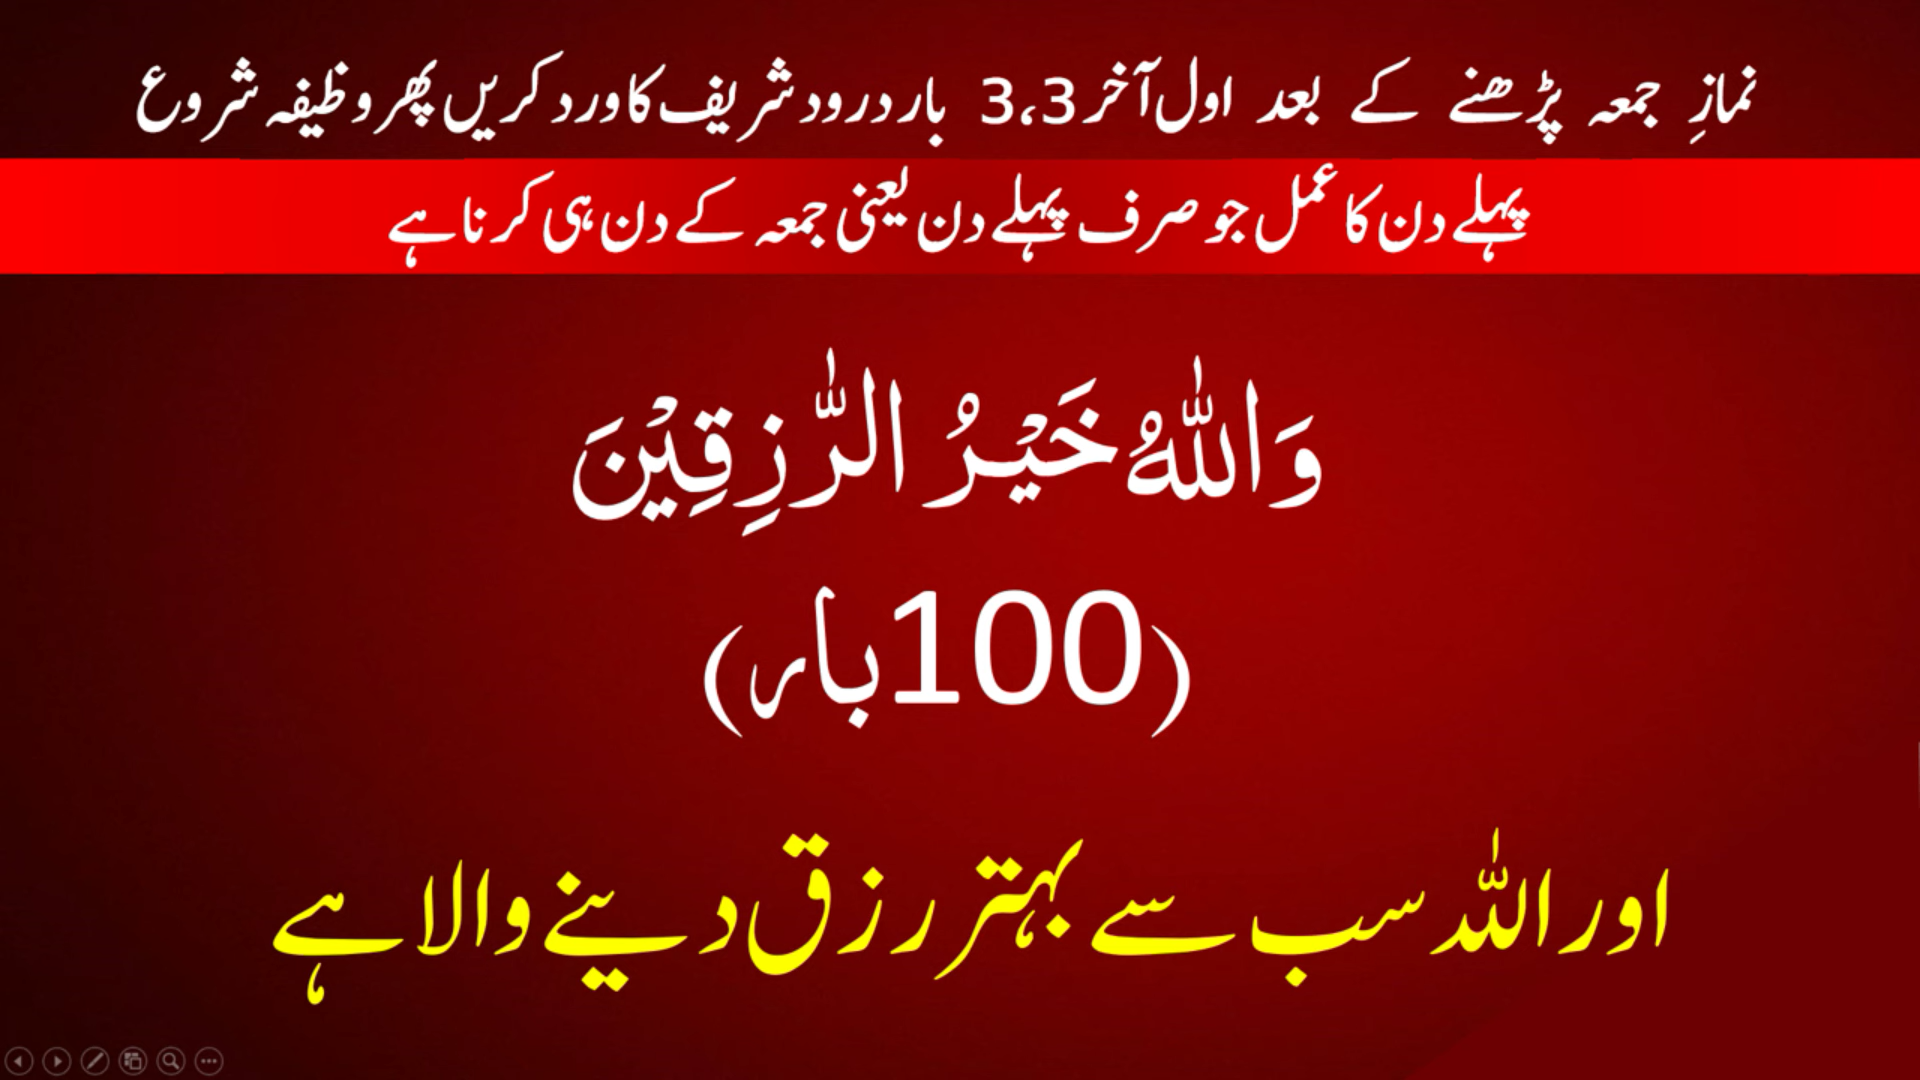 نمازِ جمعہ پڑھنے کے بعد اول آخر 3،3 بار درود شریف کا ورد کریں پھر وظیفہ شروع
پہلے دن کا عمل جو صرف پہلے دن یعنی جمعہ کے دن ہی کرنا ہے
وَاللّٰهُ خَيْرُ الرّٰزِقِيْنَ
(100بار)
اور اللہ سب سے بہتر رزق دینے والا ہے